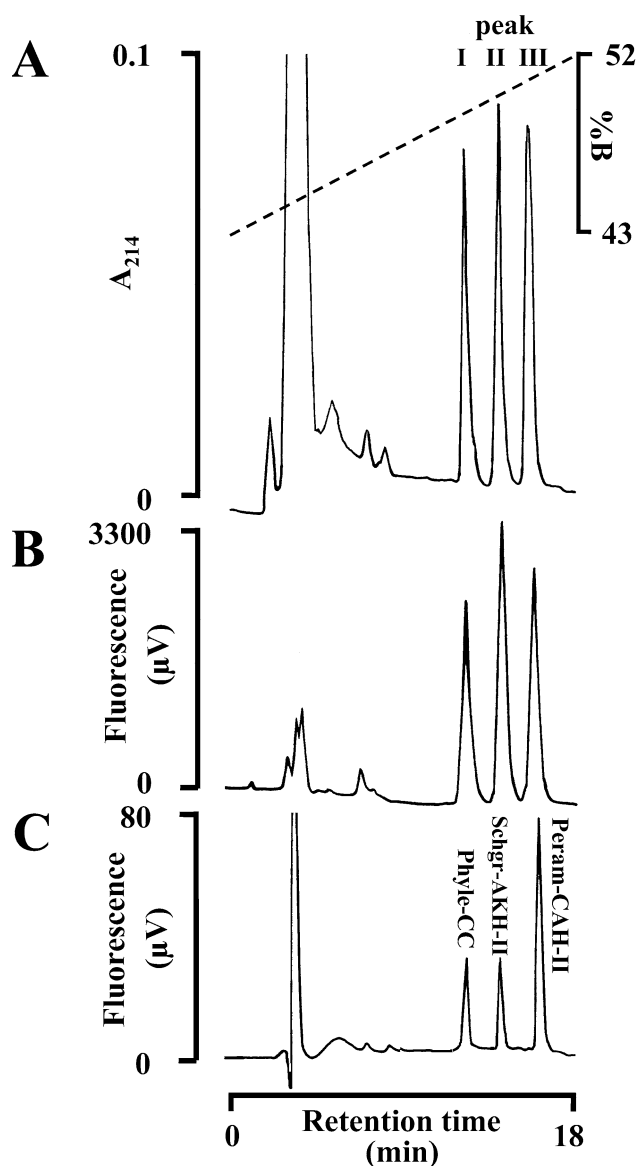 peak
I II III
A
0.1
52
%B
43
A214
0
B
3300
Fluorescence
(µV)
0
C
80
Fluorescence
(µV)
0
Phyle-CC
Schgr-AKH-II
Peram-CAH-II
Retention time
(min)
0
18